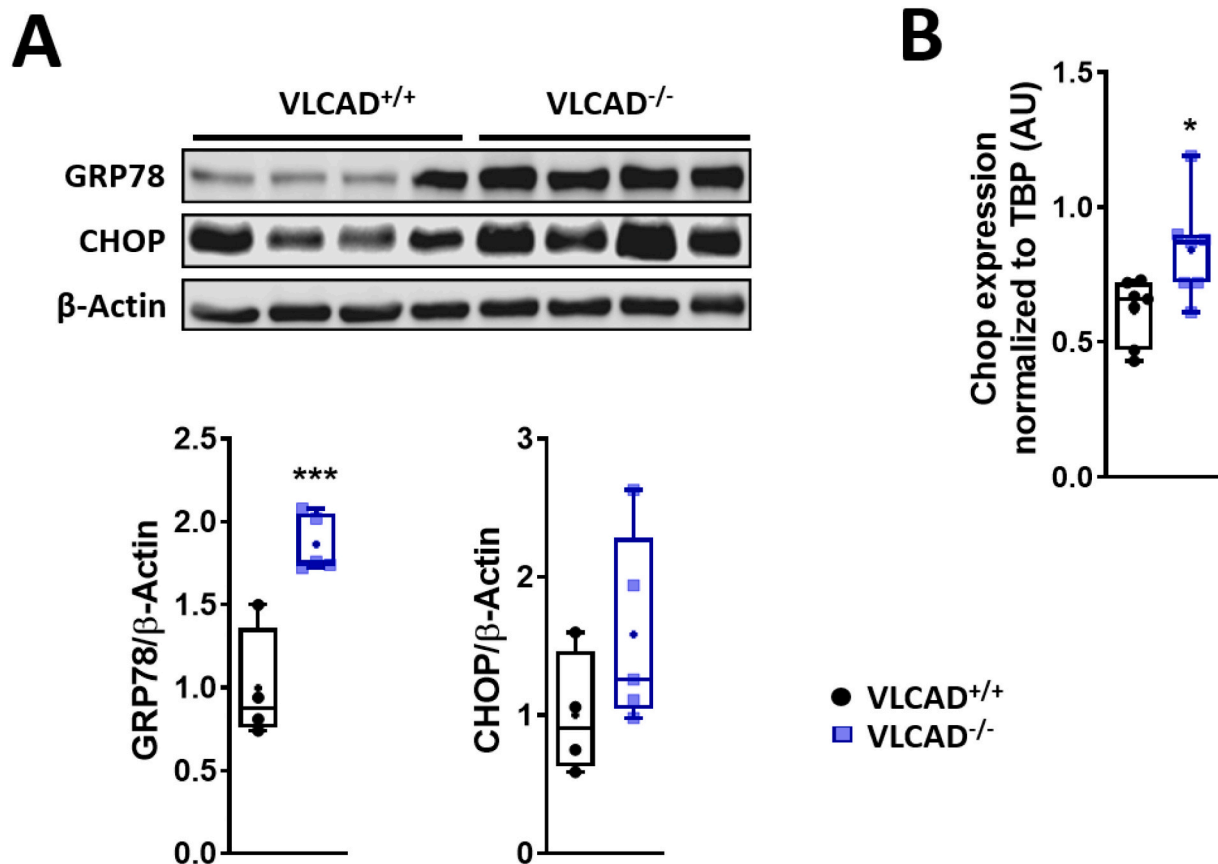 A
VLCAD+/+ VLCAD-/-
GRP78
CHOP
β-Actin
B
Chop expression
normalized to TBP (AU)
1.5
1.0
0.5
0.0
*
GRP78/β-Actin
2.5
2.0
1.5
1.0
0.5
0.0
***
CHOP/β-Actin
3
2
1
0
VLCAD+/+
VLCAD-/-